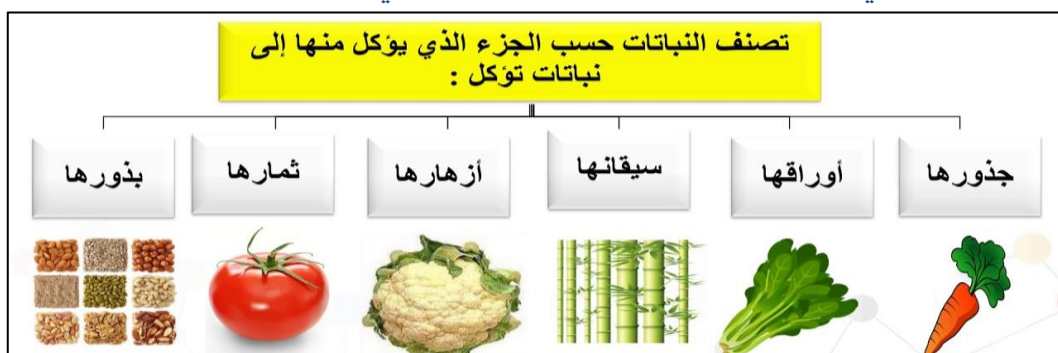 تصنف النباتات حسب الجزء الذي يؤكل منها إلى
نباتات تؤكل :
جذورها
أوراقها
سيقانها
أزهارها
ثمارها
بذورها